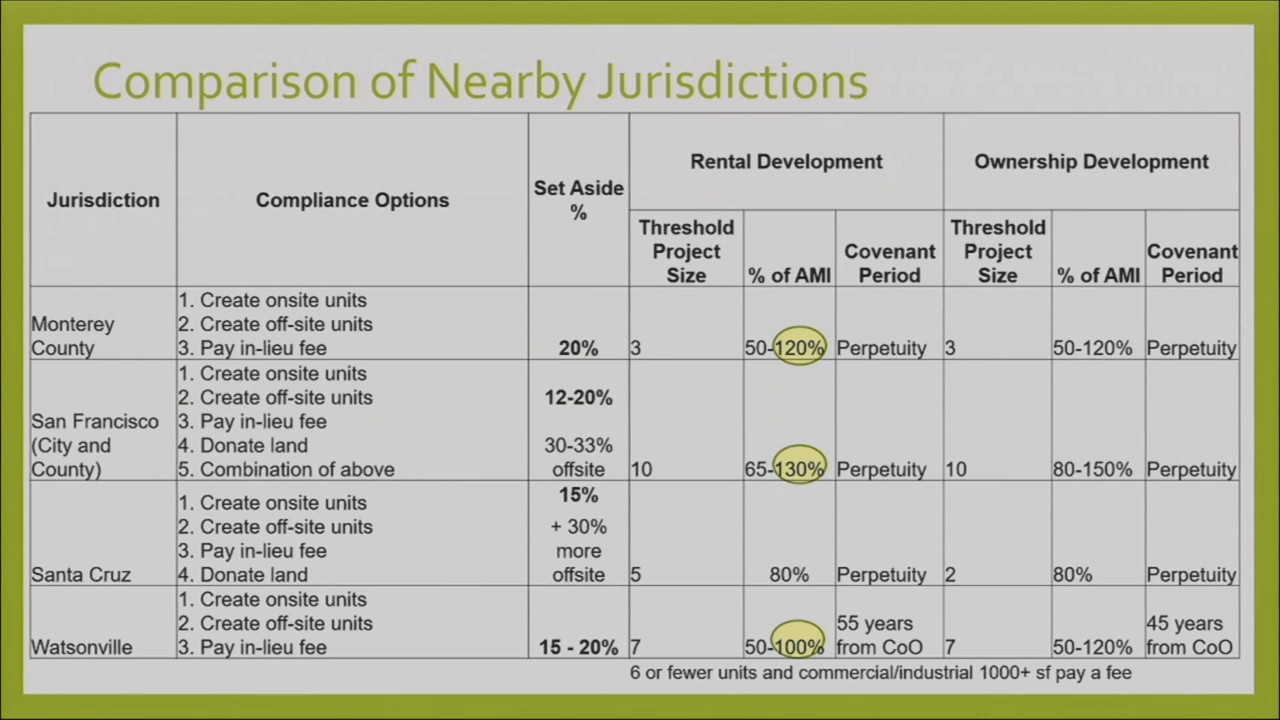 Comparison of Nearby Jurisdictions
Jurisdiction
Compliance Options
Set Aside
%
Rental Development
Ownership Development
Threshold
Project
Size
% of AMI
Covenant
Period
Threshold
Project
Size
% of AMI
Covenant
Period
Monterey
County
1. Create onsite units
2. Create off-site units
3. Pay in-lieu fee
20%
3
50-120%
Perpetuity
3
50-120%
Perpetuity
San Francisco
(City and
County)
1. Create onsite units
2. Create off-site units
3. Pay in-lieu fee
4. Donate land
5. Combination of above
12-20%
30-33%
offsite
10
65-130%
Perpetuity
10
80-150%
Perpetuity
Santa Cruz
1. Create onsite units
2. Create off-site units
3. Pay in-lieu fee
4. Donate land
15%
+ 30%
more
offsite
5
80%
Perpetuity
2
80%
Perpetuity
Watsonville
1. Create onsite units
2. Create off-site units
3. Pay in-lieu fee
15 - 20%
7
50-100%
55 years
from CoO
7
50-120%
45 years
from CoO
6 or fewer units and commercial/industrial 1000+ sf pay a fee